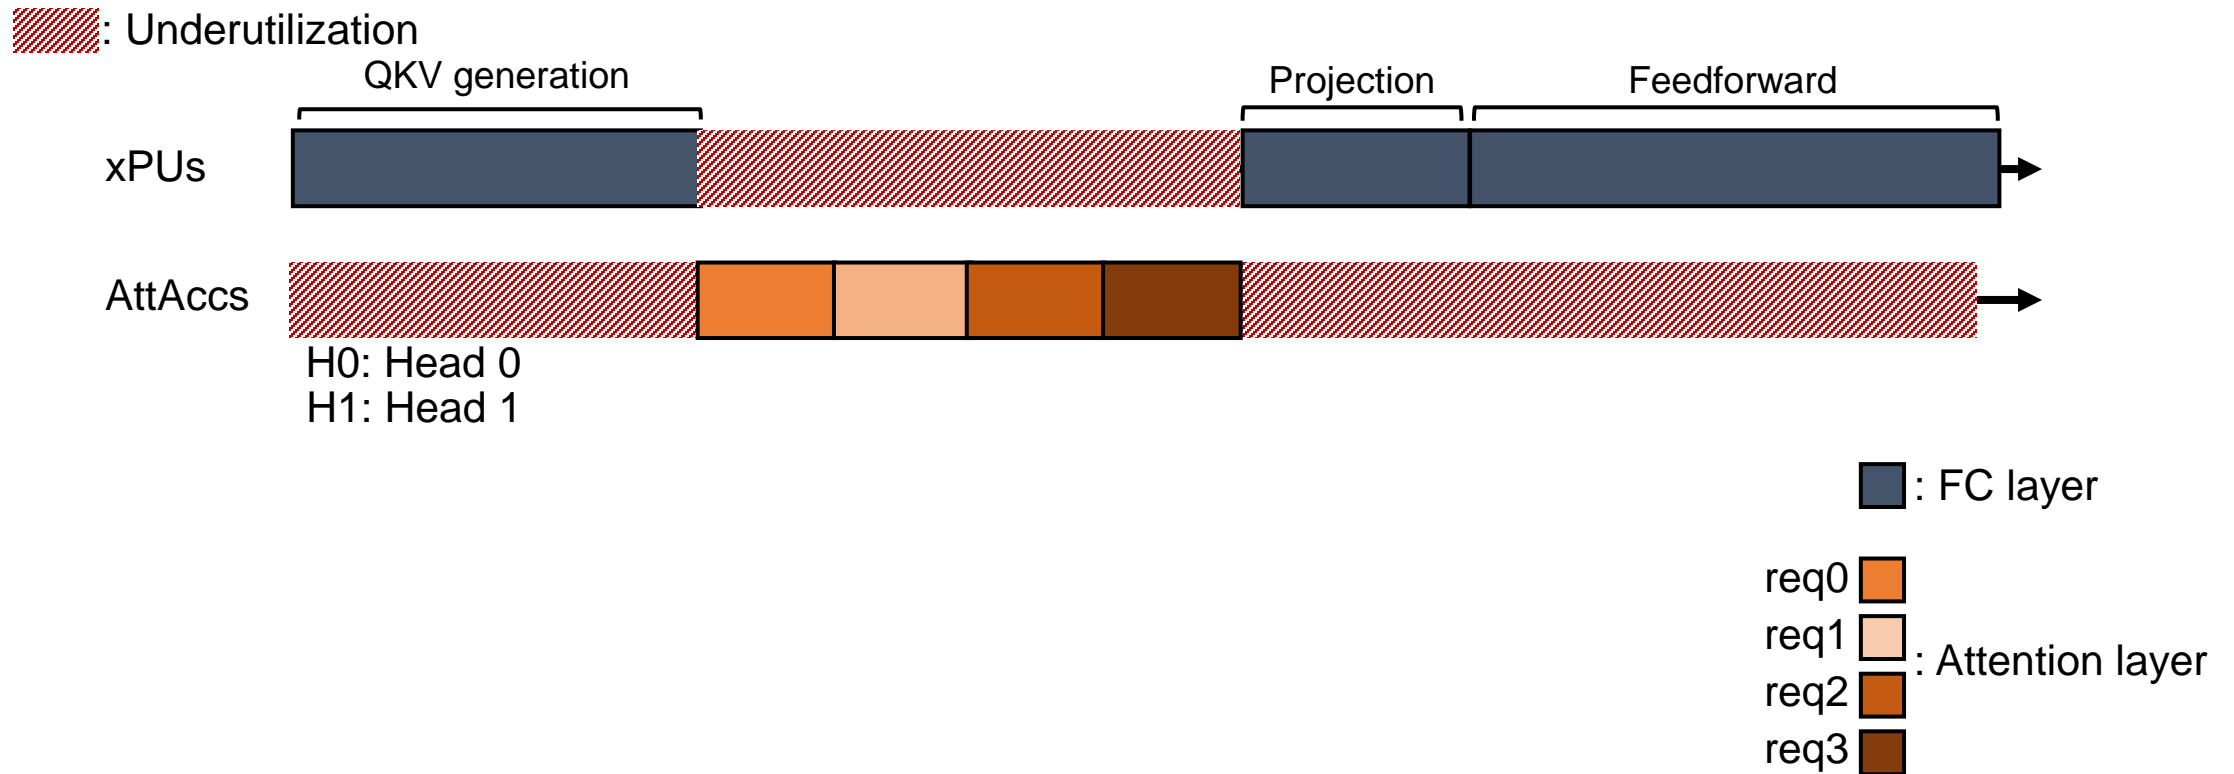 : Underutilization
QKV generation
Projection
Feedforward
xPUs
AttAccs
H0: Head 0
H1: Head 1
: FC layer
req0
req1
: Attention layer
req2
req3